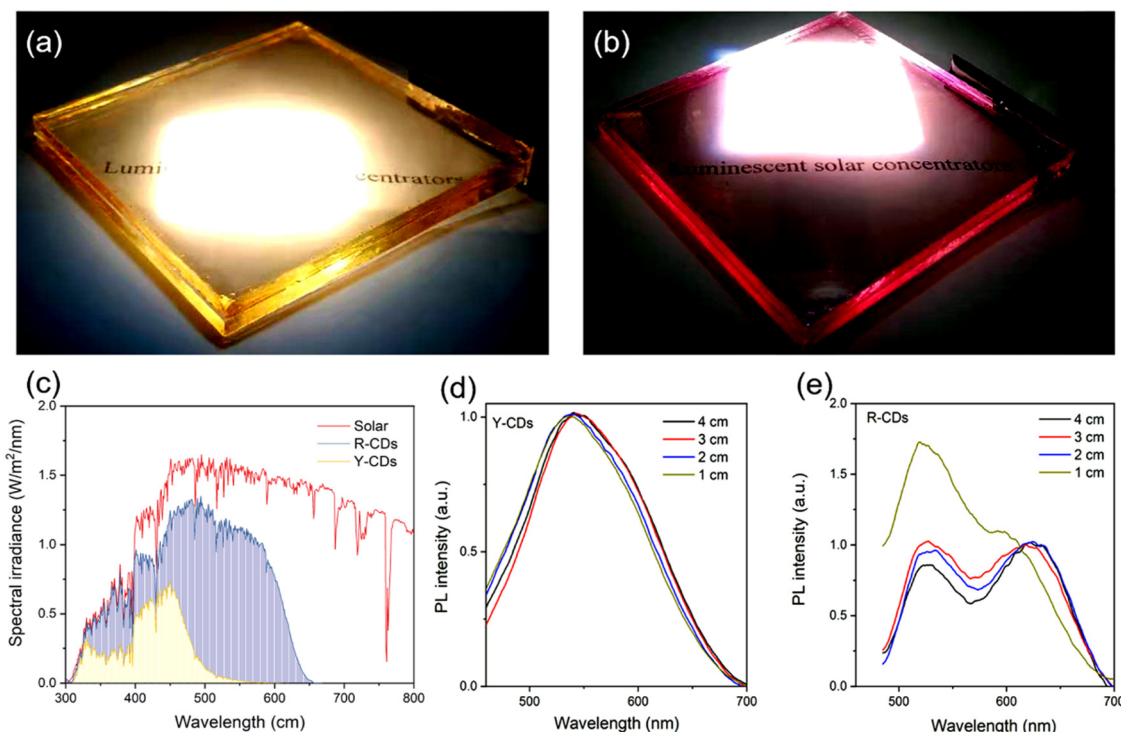 (a)
Lumi
centrators
(b)
Luminescent solar concentrators
(c)
Spectral irradiance (W/m²/nm)
2.0
1.5
1.0
0.5
0.0
Solar
R-CDs
Y-CDs
300 400 500 600 700 800
Wavelength (cm)
(d)
PL intensity (a.u.)
1.0
0.5
0.0
Y-CDs
4 cm
3 cm
2 cm
1 cm
500 600 700
Wavelength (nm)
(e)
PL intensity (a.u.)
2.0
1.5
1.0
0.5
0.0
R-CDs
4 cm
3 cm
2 cm
1 cm
500 600 700
Wavelength (nm)